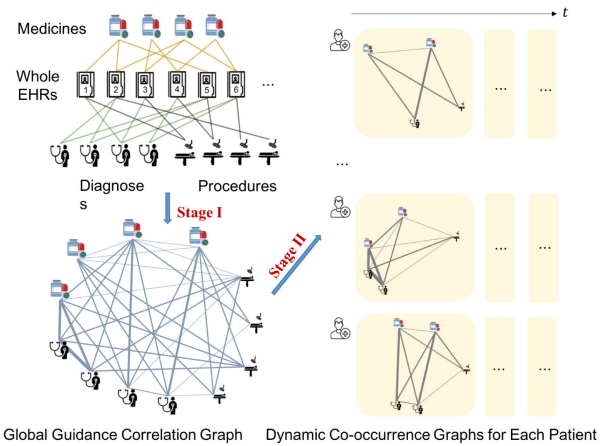 Medicines
Whole
EHRs
1 2 3 4 5 6 ...
Diagnose
s
Procedures
Stage I
Stage II
t
... ...
...
... ...
... ...
Global Guidance Correlation Graph
Dynamic Co-occurrence Graphs for Each Patient